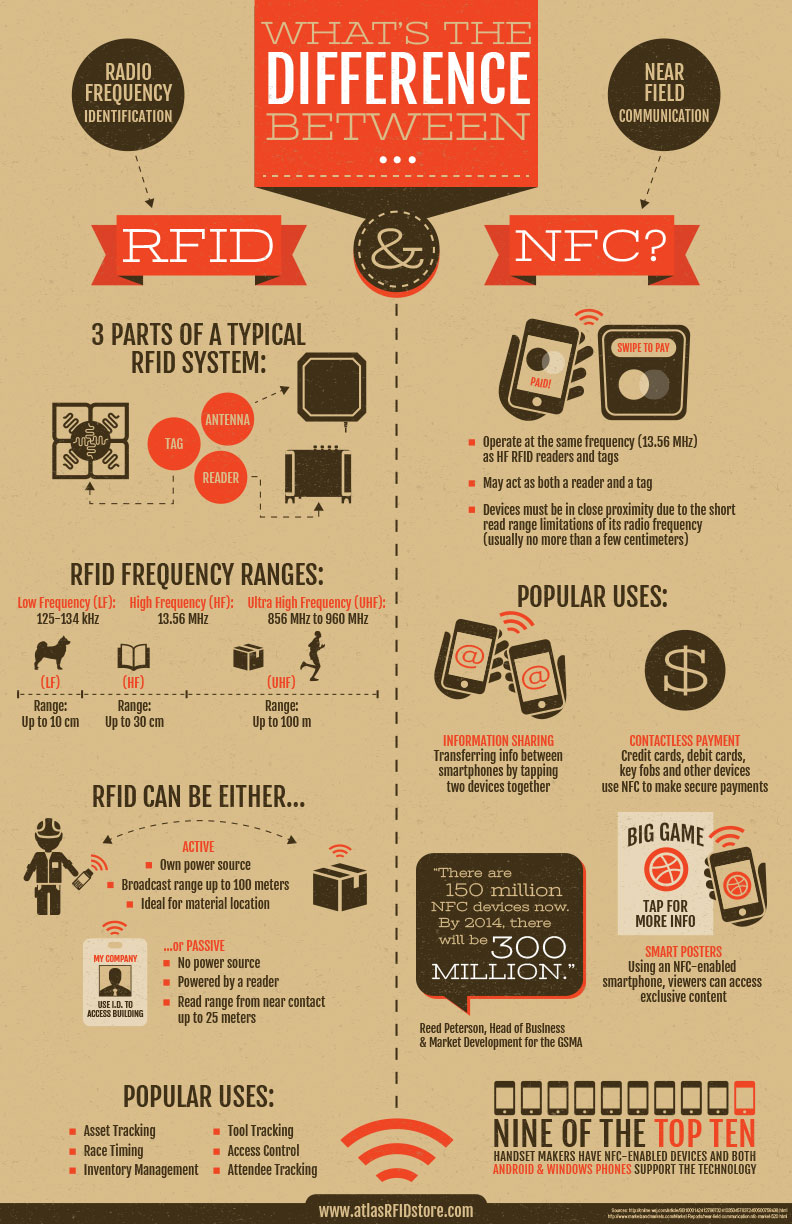 WHAT'S THE
DIFFERENCE
BETWEEN
...
RADIO
FREQUENCY
IDENTIFICATION
NEAR
FIELD
COMMUNICATION
RFID
&
NFC?
3 PARTS OF A TYPICAL
RFID SYSTEM:
ANTENNA
TAG
READER
RFID FREQUENCY RANGES:
Low Frequency (LF):
125-134 kHz
High Frequency (HF):
13.56 MHz
Ultra High Frequency (UHF):
856 MHz to 960 MHz
(LF)
(HF)
(UHF)
Range:
Up to 10 cm
Range:
Up to 30 cm
Range:
Up to 100 m
RFID CAN BE EITHER...
ACTIVE
Own power source
Broadcast range up to 100 meters
Ideal for material location
MY COMPANY
USE I.D. TO
ACCESS BUILDING
...or PASSIVE
No power source
Powered by a reader
Read range from near contact
up to 25 meters
POPULAR USES:
Asset Tracking
Race Timing
Inventory Management
Tool Tracking
Access Control
Attendee Tracking
PAID!
SWIPE TO PAY
Operate at the same frequency (13.56 MHz)
as HF RFID readers and tags
May act as both a reader and a tag
Devices must be in close proximity due to the short
read range limitations of its radio frequency
(usually no more than a few centimeters)
POPULAR USES:
@
@
INFORMATION SHARING
Transferring info between
smartphones by tapping
two devices together
$
CONTACTLESS PAYMENT
Credit cards, debit cards,
key fobs and other devices
use NFC to make secure payments
"There are
150 million
NFC devices now.
By 2014, there
will be 300
MILLION."
Reed Peterson, Head of Business
& Market Development for the GSMA
BIG GAME
TAP FOR
MORE INFO
SMART POSTERS
Using an NFC-enabled
smartphone, viewers can access
exclusive content
NINE OF THE TOP TEN
HANDSET MAKERS HAVE NFC-ENABLED DEVICES AND BOTH
ANDROID & WINDOWS PHONES SUPPORT THE TECHNOLOGY
www.atlasRFIDstore.com